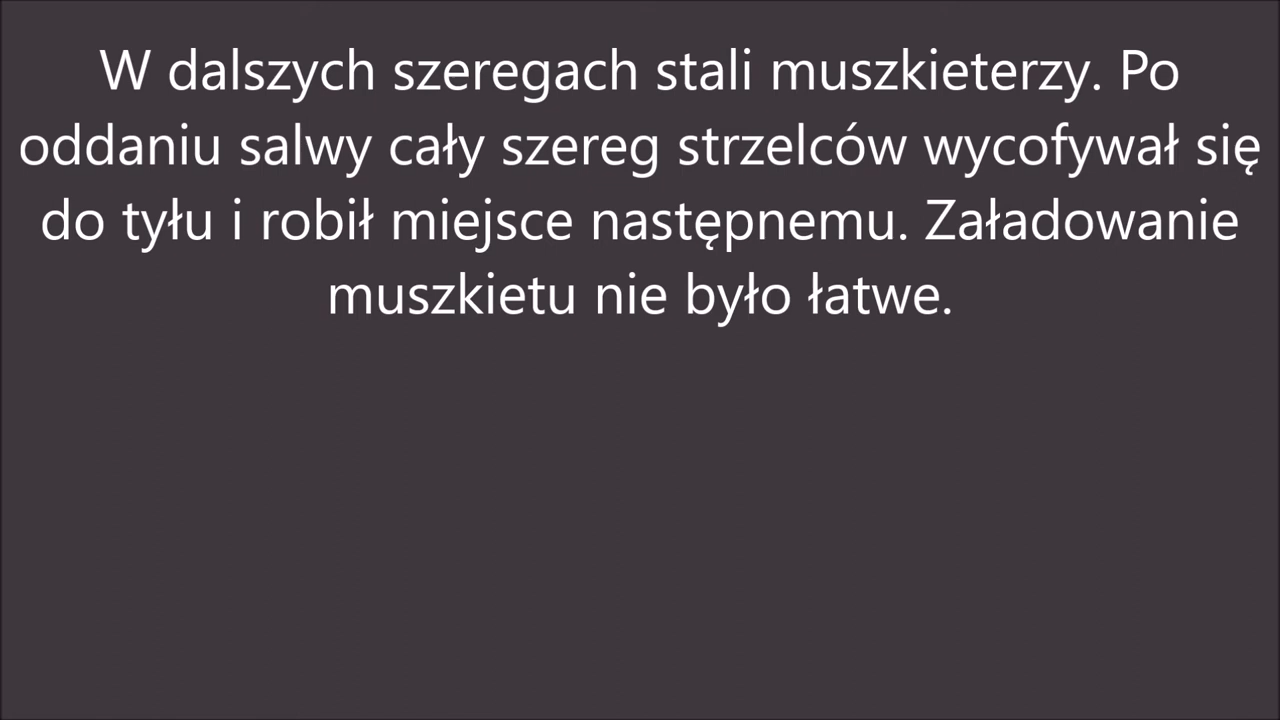 W dalszych szeregach stali muszkieterzy. Po
oddaniu salwy cały szereg strzelców wycofywał się
do tyłu i robił miejsce następnemu. Załadowanie
muszkietu nie było łatwe.